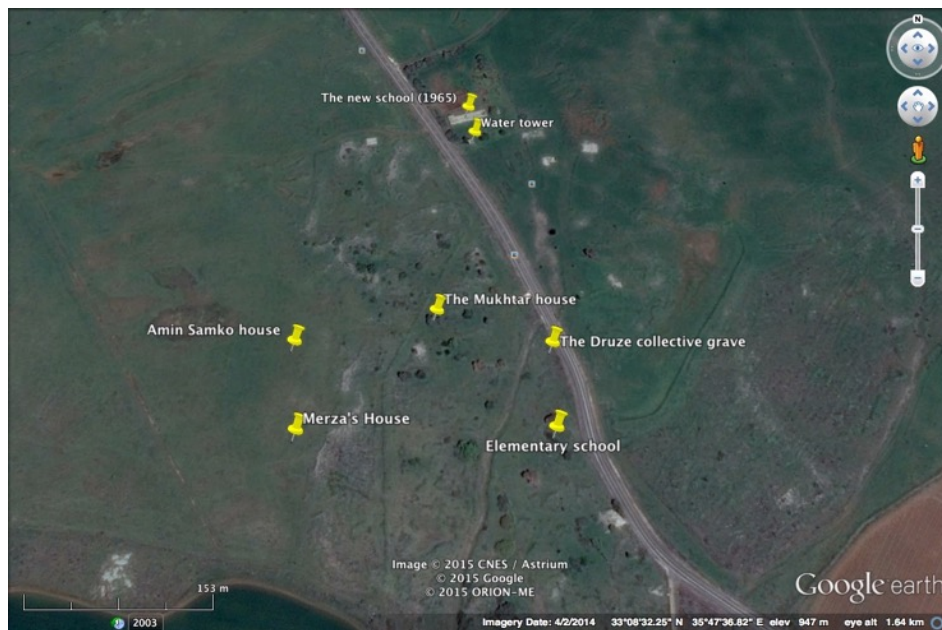 N
The new school (1965)
Water tower
The Mukhtar house
Amin Samko house
The Druze collective grave
Merza's House
Elementary school
Image © 2015 CNES / Astrium
© 2015 Google
© 2015 ORION-ME
153 m
Google earth
2003
Imagery Date: 4/2/2014 33°08'32.25" N 35°47'36.82" E elev 947 m eye alt 1.64 km